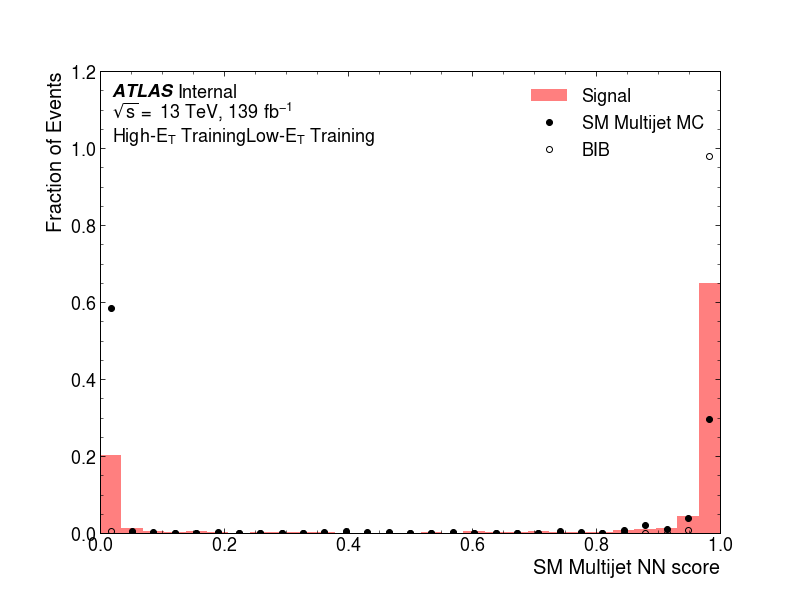 ATLAS Internal
√s = 13 TeV, 139 fb⁻¹
High-E_T TrainingLow-E_T Training
Signal
SM Multijet MC
BIB
Fraction of Events
1.2
1.0
0.8
0.6
0.4
0.2
0.0
0.0 0.2 0.4 0.6 0.8 1.0
SM Multijet NN score